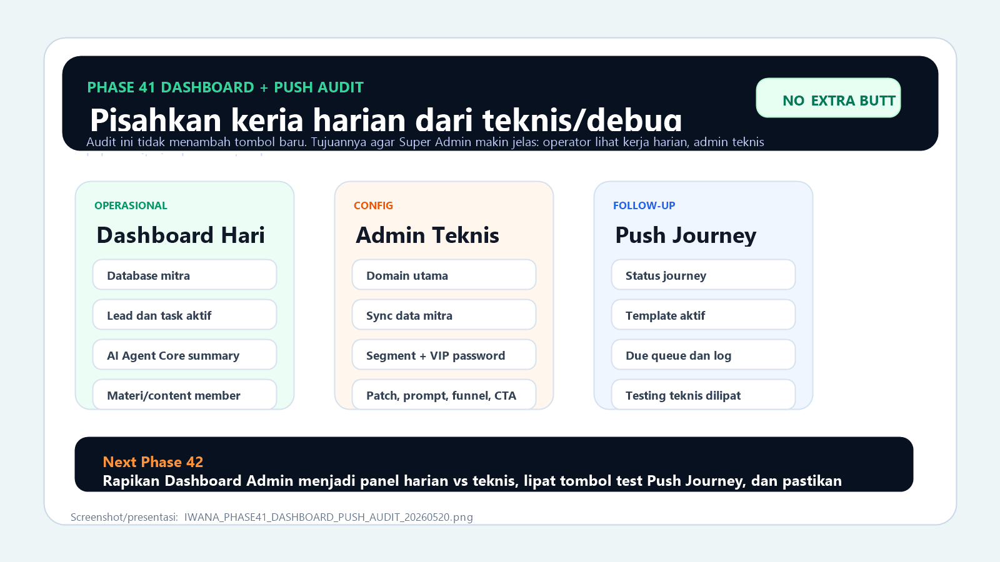 PHASE 41 DASHBOARD + PUSH AUDIT
NO EXTRA BUTT
Pisahkan kerja harian dari teknis/debug
Audit ini tidak menambah tombol baru. Tujuannya agar Super Admin makin jelas: operator lihat kerja harian, admin teknis
OPERASIONAL
Dashboard Hari
Database mitra
Lead dan task aktif
AI Agent Core summary
Materi/content member
CONFIG
Admin Teknis
Domain utama
Sync data mitra
Segment + VIP password
Patch, prompt, funnel, CTA
FOLLOW-UP
Push Journey
Status journey
Template aktif
Due queue dan log
Testing teknis dilipat
Next Phase 42
Rapikan Dashboard Admin menjadi panel harian vs teknis, lipat tombol test Push Journey, dan pastikan
Screenshot/presentasi: IWANA_PHASE41_DASHBOARD_PUSH_AUDIT_20260520.png